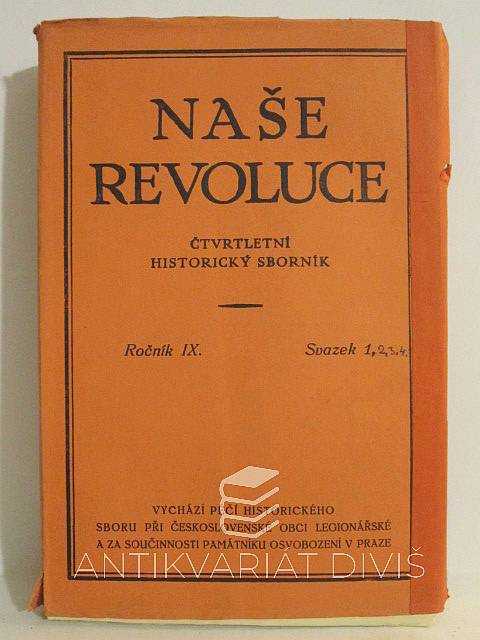 NAŠE
REVOLUCE
ČTVRTLETNÍ
HISTORICKÝ SBORNÍK
Ročník IX.
Svazek 1,2,3,4.
VYCHÁZÍ PÉČÍ HISTORICKÉHO
SBORU PŘI ČESKOSLOVENSKÉ OBCI LEGIONÁŘSKÉ
A ZA SOUČINNOSTI PAMÁTNÍKU OSVOBOZENÍ V PRAZE
ANTIKVARIÁT DIVIŠ